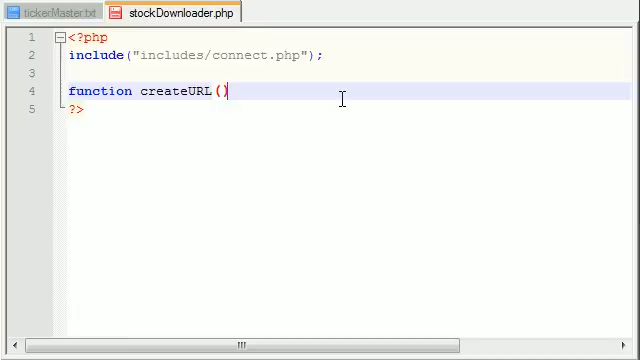 tickerMaster.txt stockDownloader.php
1 <?php
2 include("includes/connect.php");
3
4 function createURL()
5 ?>